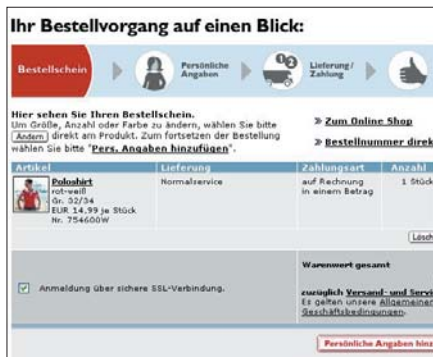 Ihr Bestellvorgang auf einen Blick:
Bestellschein
Persönliche
Angaben
Lieferung /
Zahlung
Hier sehen Sie Ihren Bestellschein.
Um Größe, Anzahl oder Farbe zu ändern, wählen Sie bitte
Ändern direkt am Produkt. Zum fortsetzen der Bestellung
wählen Sie bitte "Pers. Angaben hinzufügen".
» Zum Online Shop
» Bestellnummer direk
Artikel Lieferung Zahlungsart Anzahl
Poloshirt Normalservice auf Rechnung 1 Stück
rot-weiß in einem Betrag
Gr. 32/34
EUR 14,99 je Stück
Nr. 754600W
Lösch
Warenwert gesamt
Anmeldung über sichere SSL-Verbindung.
zuzüglich Versand- und Servi
Es gelten unsere Allgemeinen
Geschäftsbedingungen.
Persönliche Angaben hinz